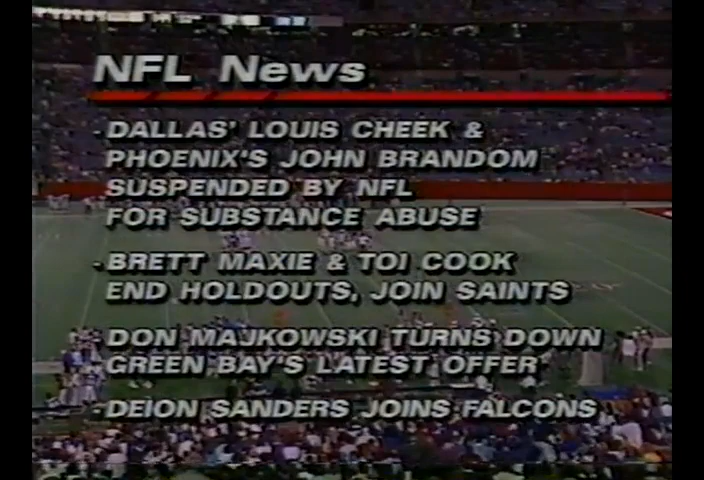 NFL News
- DALLAS' LOUIS CHEEK &
PHOENIX'S JOHN BRANDOM
SUSPENDED BY NFL
FOR SUBSTANCE ABUSE
- BRETT MAXIE & TOI COOK
END HOLDOUTS, JOIN SAINTS
DON MAJKOWSKI TURNS DOWN
GREEN BAY'S LATEST OFFER
- DEION SANDERS JOINS FALCONS